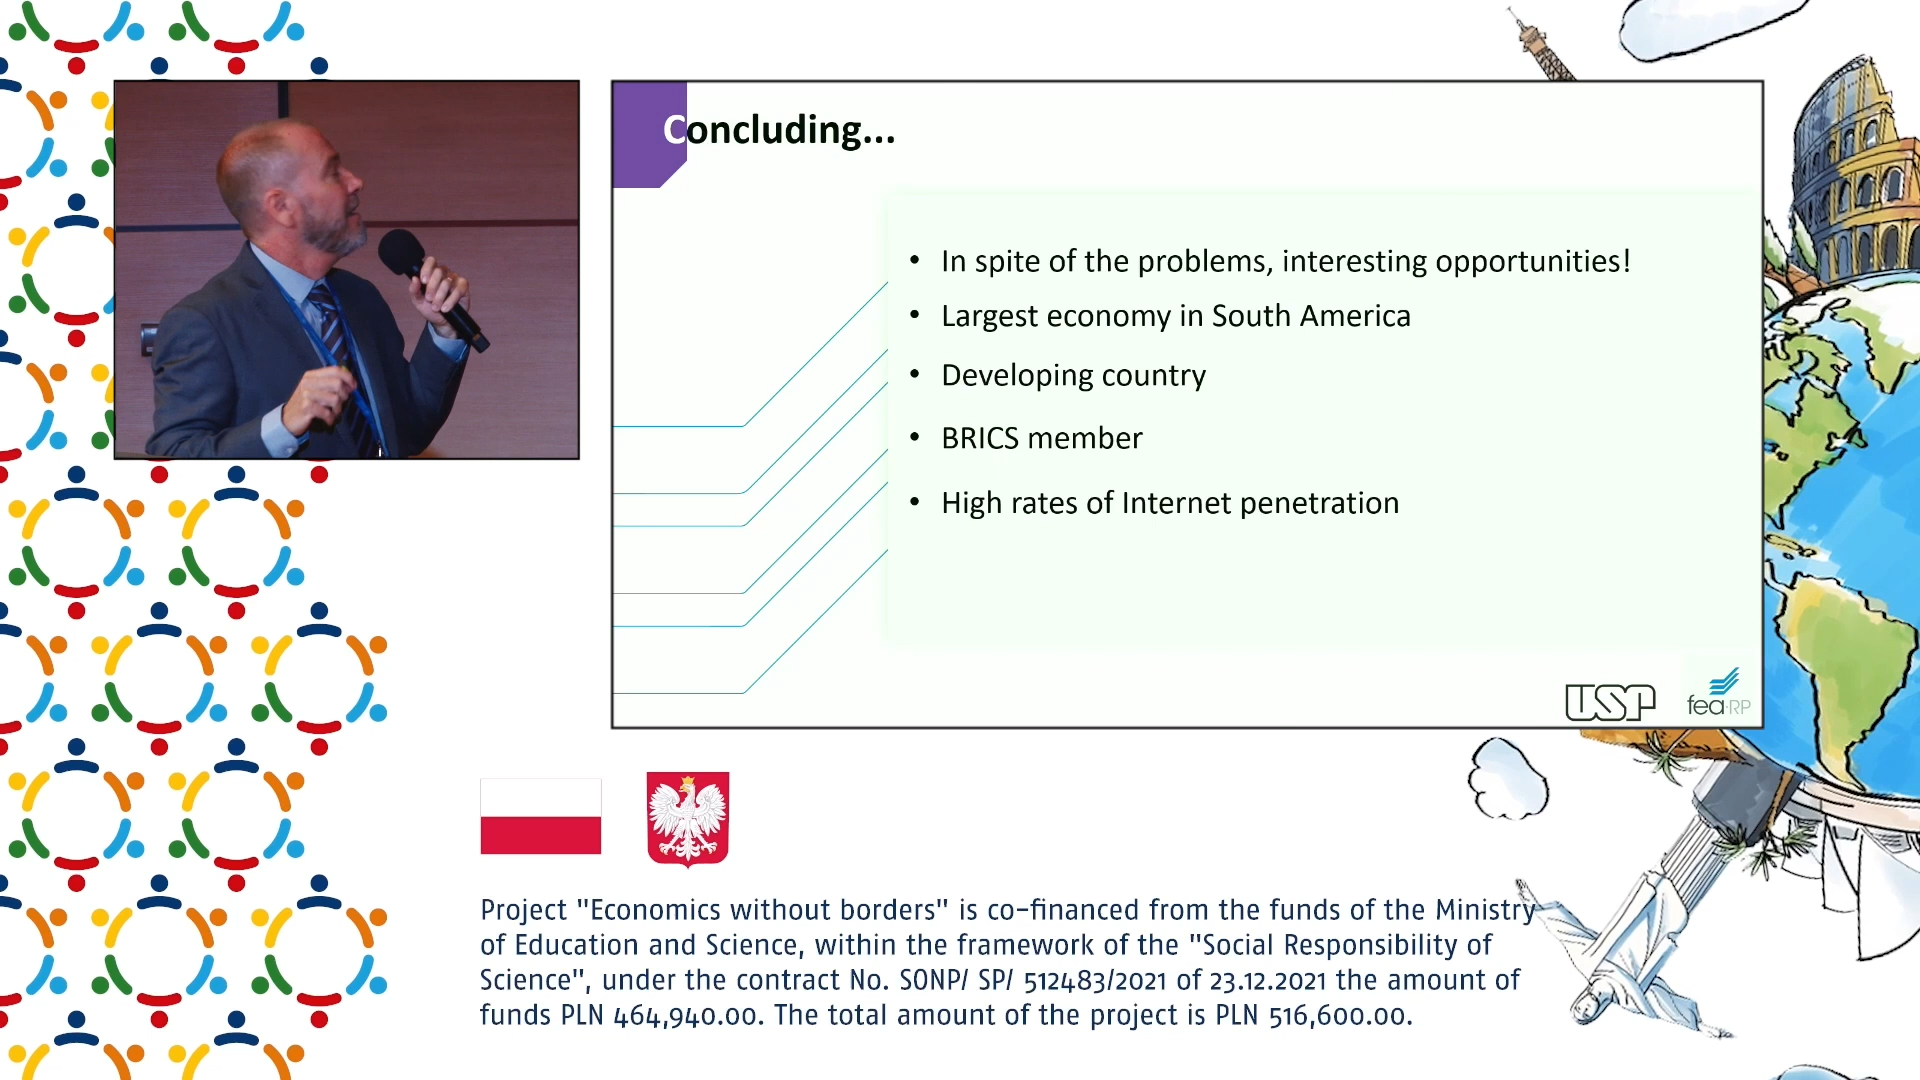 Concluding...
• In spite of the problems, interesting opportunities!
• Largest economy in South America
• Developing country
• BRICS member
• High rates of Internet penetration
USP
fea-RP
Project "Economics without borders" is co-financed from the funds of the Ministry
of Education and Science, within the framework of the "Social Responsibility of
Science", under the contract No. SONP/ SP/ 512483/2021 of 23.12.2021 the amount of
funds PLN 464,940.00. The total amount of the project is PLN 516,600.00.